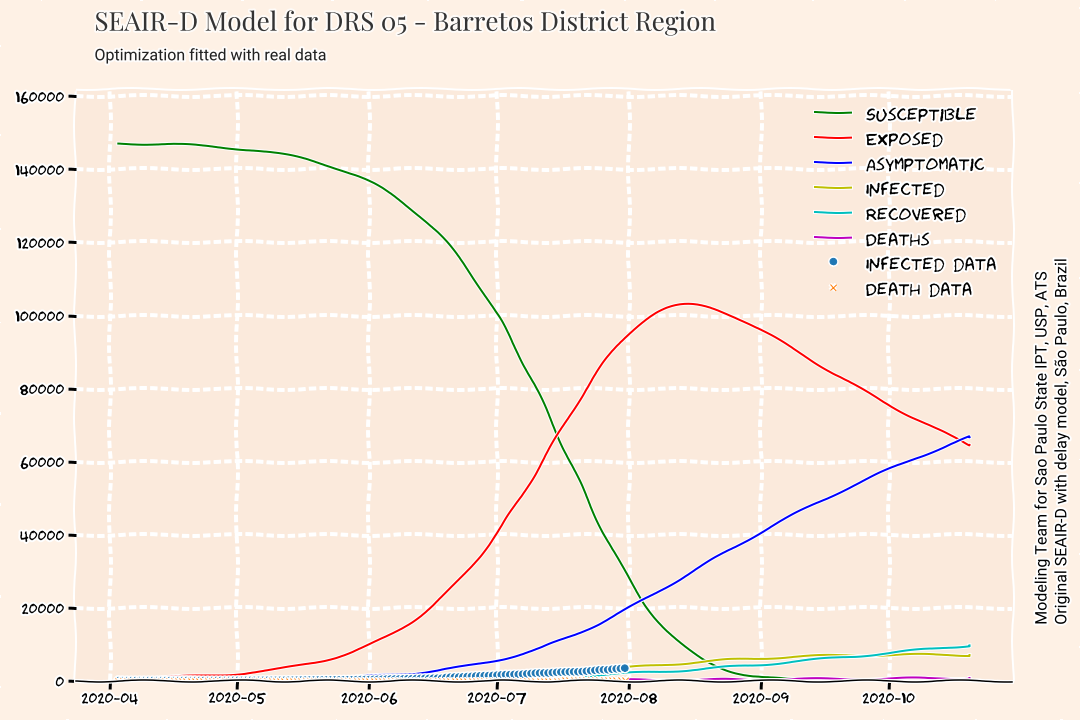 SEAIR-D Model for DRS 05 - Barretos District Region
Optimization fitted with real data
160000
140000
120000
100000
80000
60000
40000
20000
0
2020-04
2020-05
2020-06
2020-07
2020-08
2020-09
2020-10
SUSCEPTIBLE
EXPOSED
ASYMPTOMATIC
INFECTED
RECOVERED
DEATHS
INFECTED DATA
DEATH DATA
Modeling Team for Sao Paulo State IPT, USP, ATS
Original SEAIR-D with delay model, São Paulo, Brazil